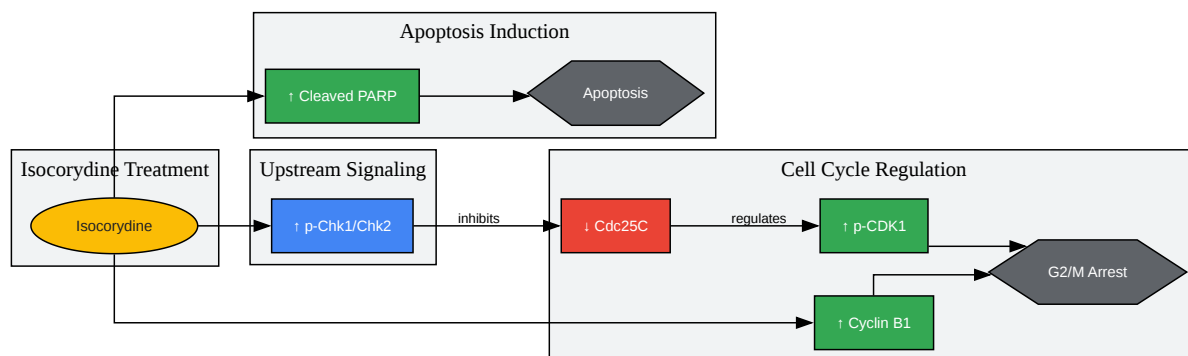 Apoptosis Induction
↑ Cleaved PARP
Apoptosis
Isocorydine Treatment
Isocorydine
Upstream Signaling
↑ p-Chk1/Chk2
inhibits
Cell Cycle Regulation
↓ Cdc25C
regulates
↑ p-CDK1
G2/M Arrest
↑ Cyclin B1